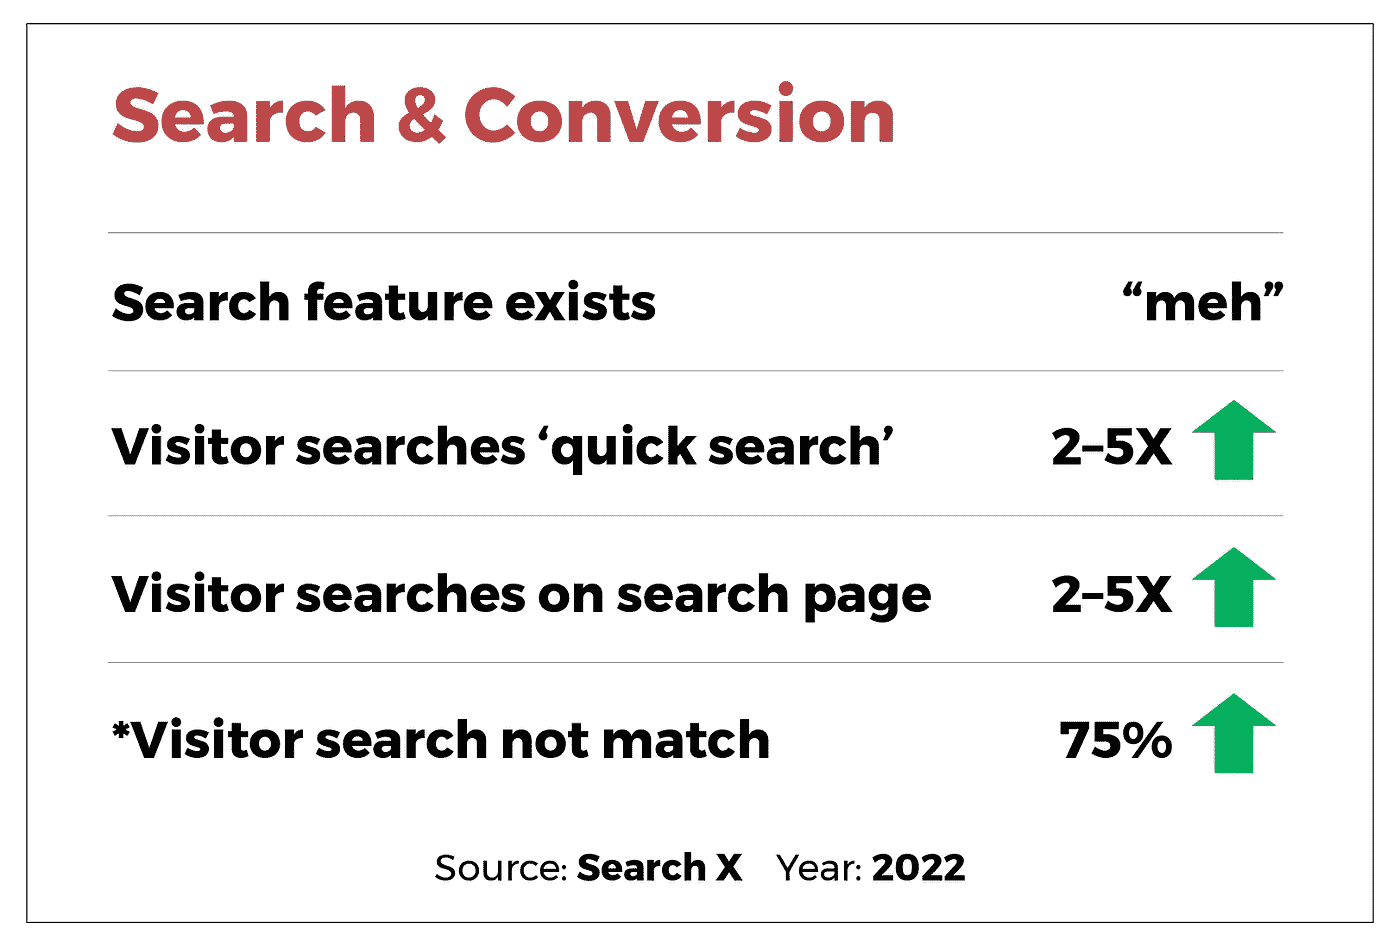 Search & Conversion
Search feature exists “meh”
Visitor searches ‘quick search’ 2–5X
Visitor searches on search page 2–5X
*Visitor search not match 75%
Source: Search X Year: 2022